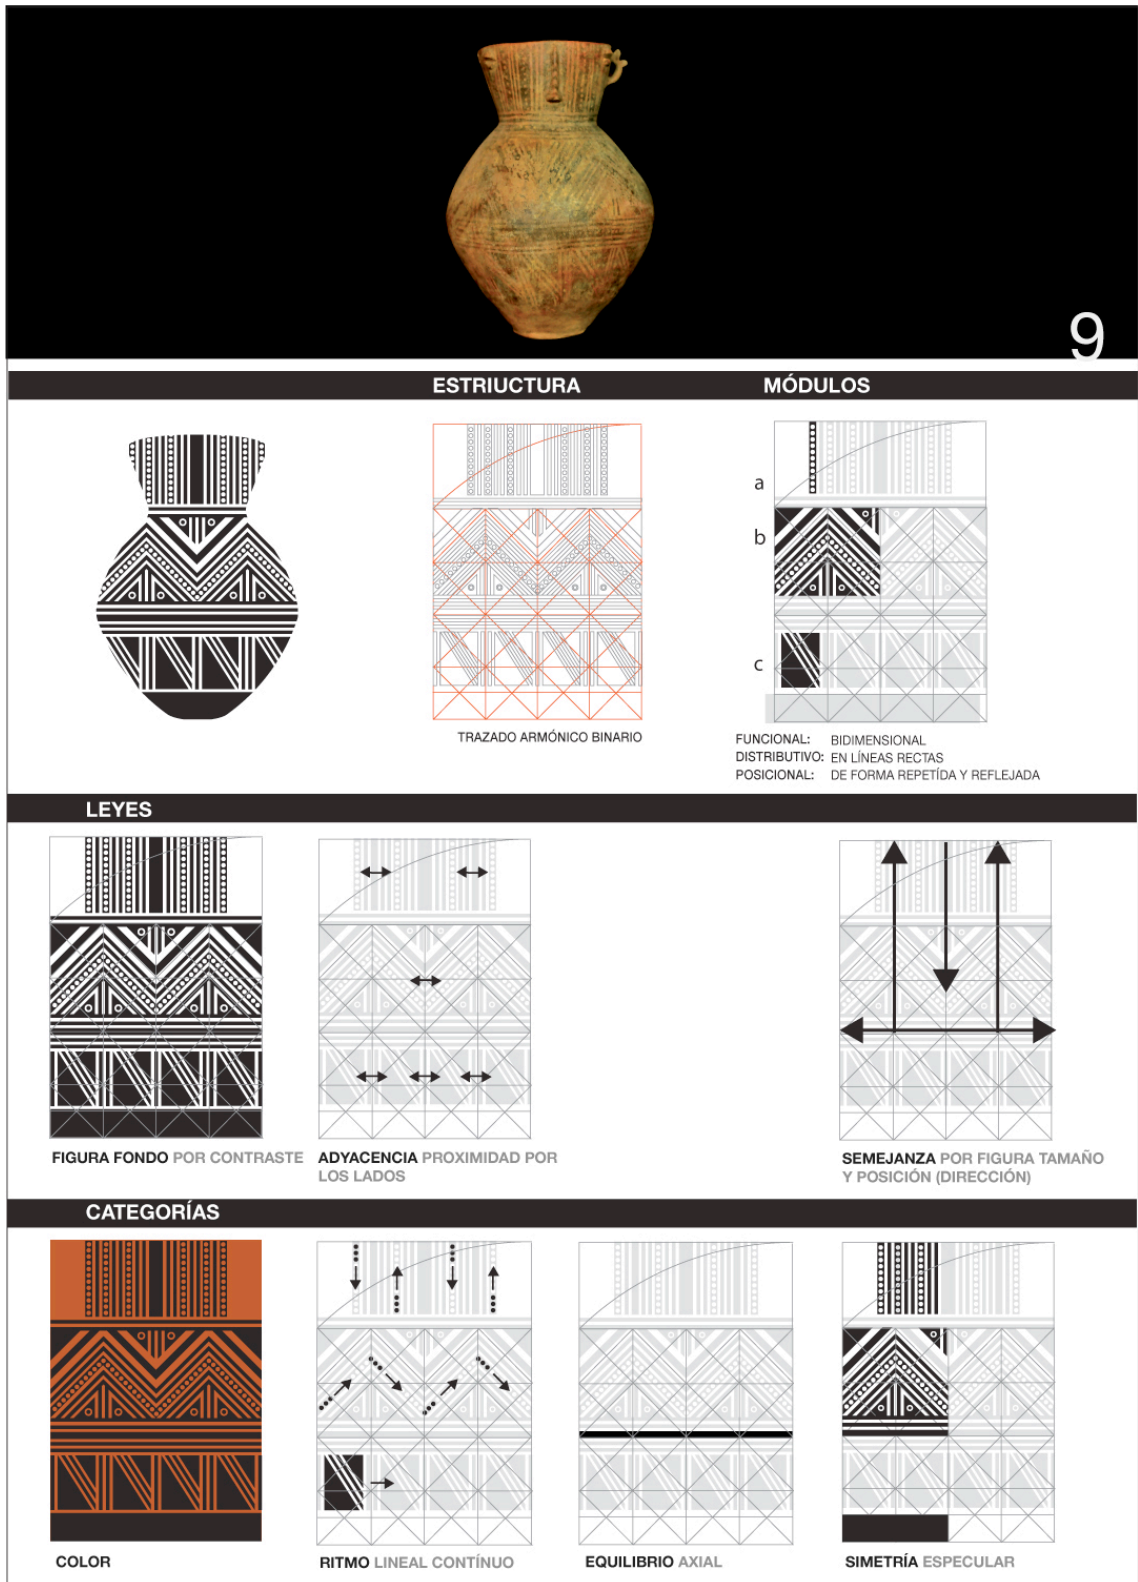 9
ESTRIUCTURA
MÓDULOS
a
b
c
TRAZADO ARMÓNICO BINARIO
FUNCIONAL: BIDIMENSIONAL
DISTRIBUTIVO: EN LÍNEAS RECTAS
POSICIONAL: DE FORMA REPETÍDA Y REFLEJADA
LEYES
FIGURA FONDO POR CONTRASTE
ADYACENCIA PROXIMIDAD POR
LOS LADOS
SEMEJANZA POR FIGURA TAMAÑO
Y POSICIÓN (DIRECCIÓN)
CATEGORÍAS
COLOR
RITMO LINEAL CONTÍNUO
EQUILIBRIO AXIAL
SIMETRÍA ESPECULAR